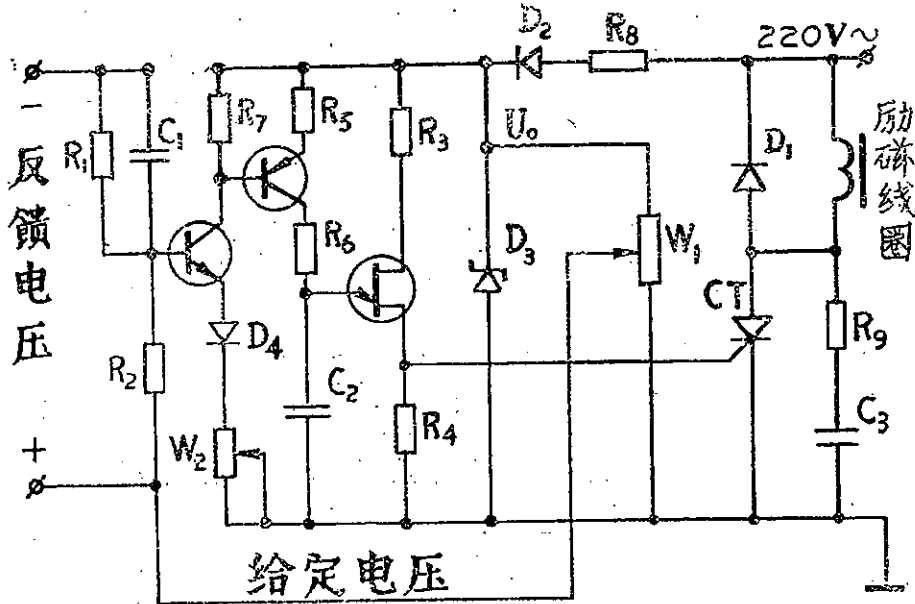 D₂
R₈
220V～
−
反馈电压
+
R₁
C₁
R₇
R₅
R₃
U₀
D₁
励磁线圈
R₆
D₃
W₁
CT
D₄
R₉
R₂
C₂
R₄
C₃
W₂
给定电压